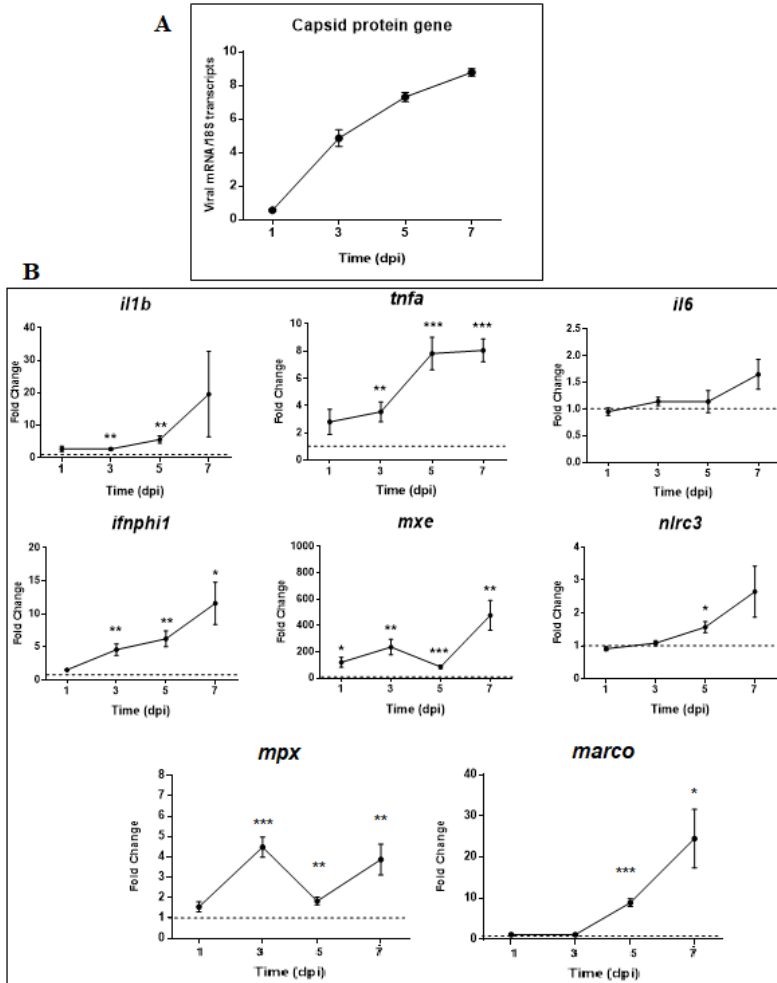 A
Capsid protein gene
Viral mRNA/18S transcripts
10
8
6
4
2
0
1 3 5 7
Time (dpi)
B
il1b
Fold Change
40
30
20
10
0
** **
1 3 5 7
Time (dpi)
tnfa
Fold Change
10
8
6
4
2
0
** *** ***
1 3 5 7
Time (dpi)
il6
Fold Change
2.5
2.0
1.5
1.0
0.5
0.0
1 3 5 7
Time (dpi)
ifnphi1
Fold Change
20
15
10
5
0
** ** *
1 3 5 7
Time (dpi)
mxe
Fold Change
1000
800
600
400
200
0
* ** *** **
1 3 5 7
Time (dpi)
nlrc3
Fold Change
4
3
2
1
0
*
1 3 5 7
Time (dpi)
mpx
Fold Change
8
7
6
5
4
3
2
1
0
*** ** **
1 3 5 7
Time (dpi)
marco
Fold Change
40
30
20
10
0
*** *
1 3 5 7
Time (dpi)